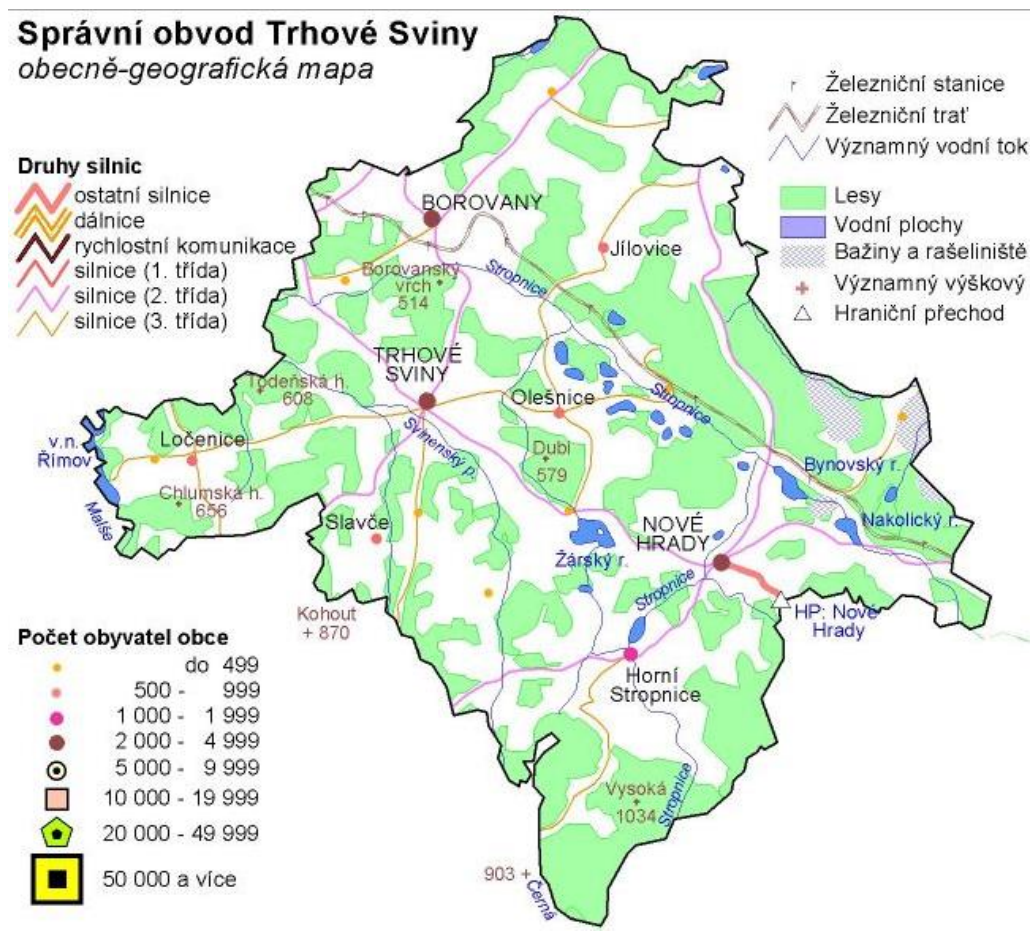 Správní obvod Trhové Sviny
obecně-geografická mapa
Železniční stanice
Železniční trať
Významný vodní tok
Lesy
Vodní plochy
Bažiny a rašeliniště
Významný výškový
Hraniční přechod
Druhy silnic
ostatní silnice
dálnice
rychlostní komunikace
silnice (1. třída)
silnice (2. třída)
silnice (3. třída)
BOROVANY
Jílovice
Borovanský
vrch
514
Stropnice
TRHOVÉ
SVINY
Todeňská h.
608
Olešnice
Stropnice
v.n.
Římov
Ločenice
Svinenský p.
Dubí
579
Bynovský r.
Chlumská h.
656
Malše
Slavče
NOVÉ
HRADY
Nakolický r.
Žárský r.
Stropnice
Kohout
+ 870
HP: Nové
Hrady
Horní
Stropnice
Vysoká
1034
Stropnice
903 +
Černá
Počet obyvatel obce
do 499
500 - 999
1 000 - 1 999
2 000 - 4 999
5 000 - 9 999
10 000 - 19 999
20 000 - 49 999
50 000 a více